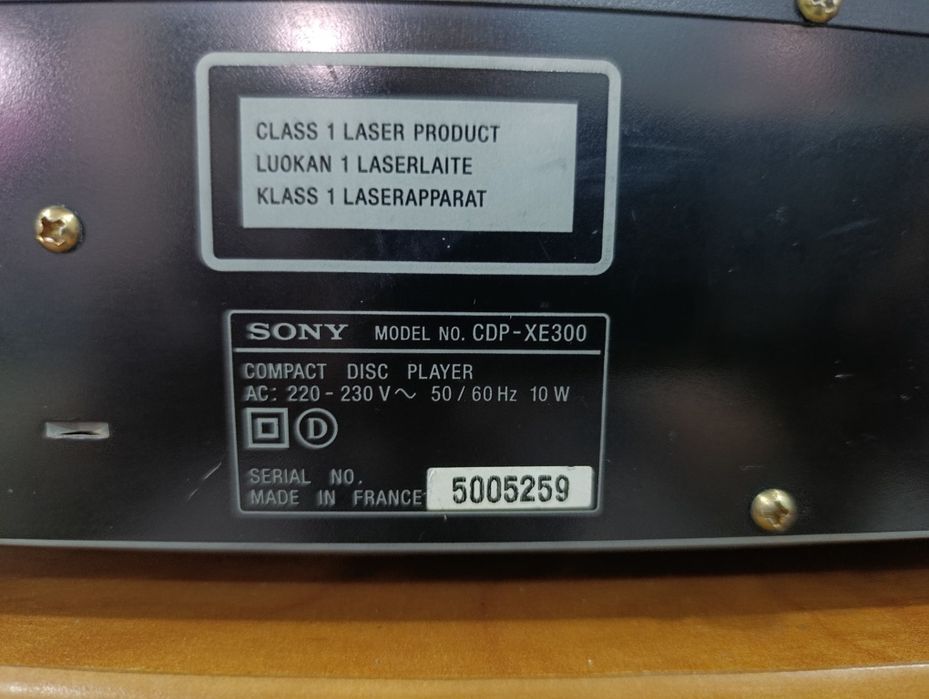 CLASS 1 LASER PRODUCT
LUOKAN 1 LASERLAITE
KLASS 1 LASERAPPARAT
SONY MODEL NO. CDP-XE300
COMPACT DISC PLAYER
AC: 220 - 230 V ~ 50 / 60 Hz 10 W
D
SERIAL NO.
MADE IN FRANCE 5005259